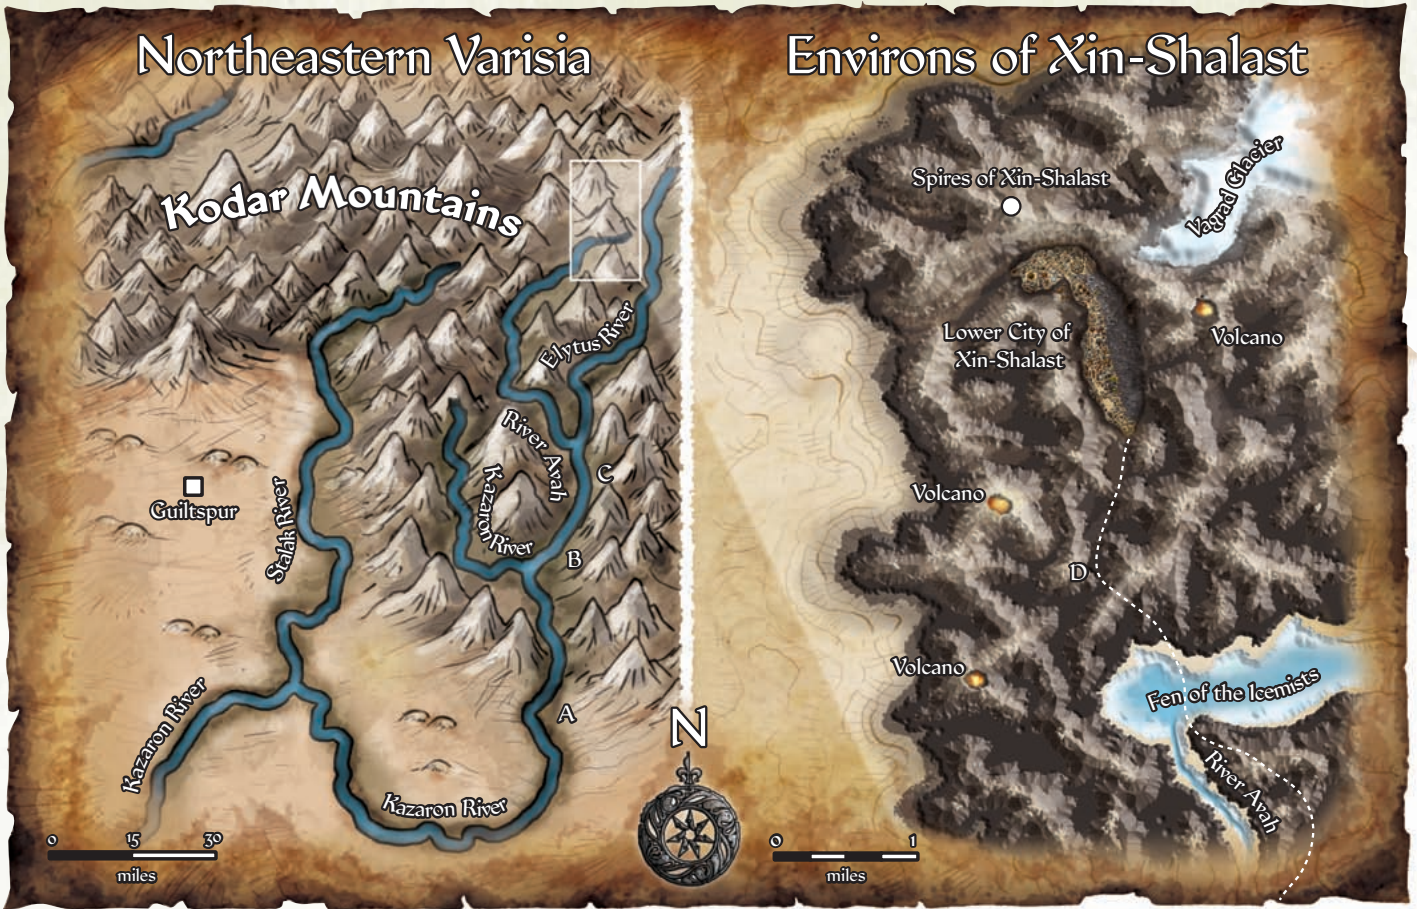 Northeastern Varisia
Kodar Mountains
Elytus River
River Avah
C
Kazaron River
Guiltspur
Stalak River
B
Kazaron River
A
Kazaron River
0 15 30
miles
N
Environs of Xin-Shalast
Vagrad Glacier
Spires of Xin-Shalast
Lower City of
Xin-Shalast
Volcano
Volcano
D
Volcano
Fen of the Icemists
River Avah
0 1
miles